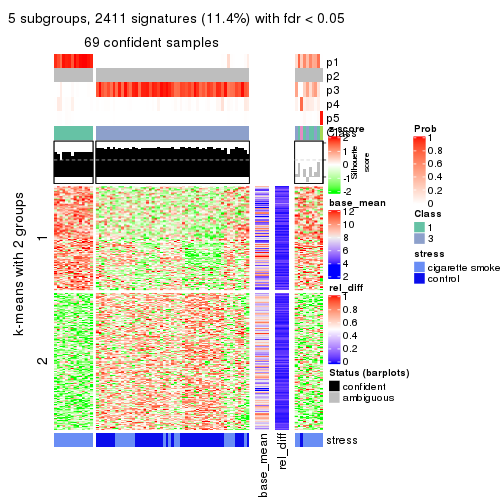 5 subgroups, 2411 signatures (11.4%) with fdr < 0.05
69 confident samples
p1
p2
p3
p4
p5
Class
z-score
2
1
0
-1
-2
Silhouette
score
Prob
1
0.8
0.6
0.4
0.2
0
base_mean
12
10
8
6
4
2
Class
1
3
stress
cigarette smoke
control
rel_diff
1
0.8
0.6
0.4
0.2
0
Status (barplots)
confident
ambiguous
k-means with 2 groups
1
2
stress
base_mean
rel_diff